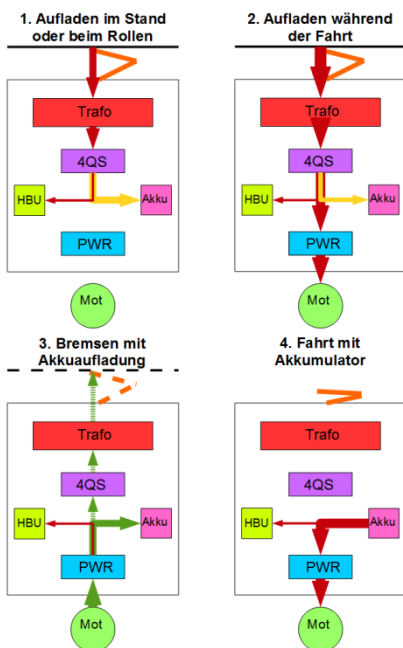 1. Aufladen im Stand
oder beim Rollen
Trafo
4QS
HBU
Akku
PWR
Mot
2. Aufladen während
der Fahrt
Trafo
4QS
HBU
Akku
PWR
Mot
3. Bremsen mit
Akkuaufladung
Trafo
4QS
HBU
Akku
PWR
Mot
4. Fahrt mit
Akkumulator
Trafo
4QS
HBU
Akku
PWR
Mot